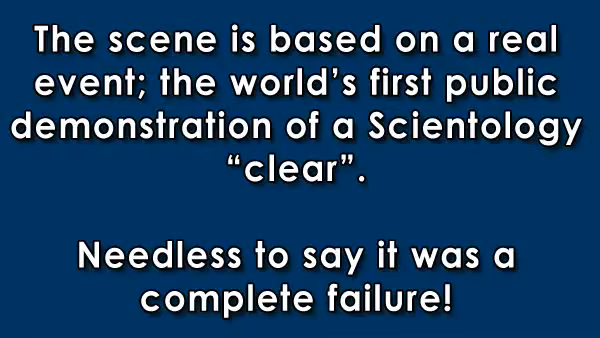 The scene is based on a real
event; the world’s first public
demonstration of a Scientology
“clear”.
Needless to say it was a
complete failure!